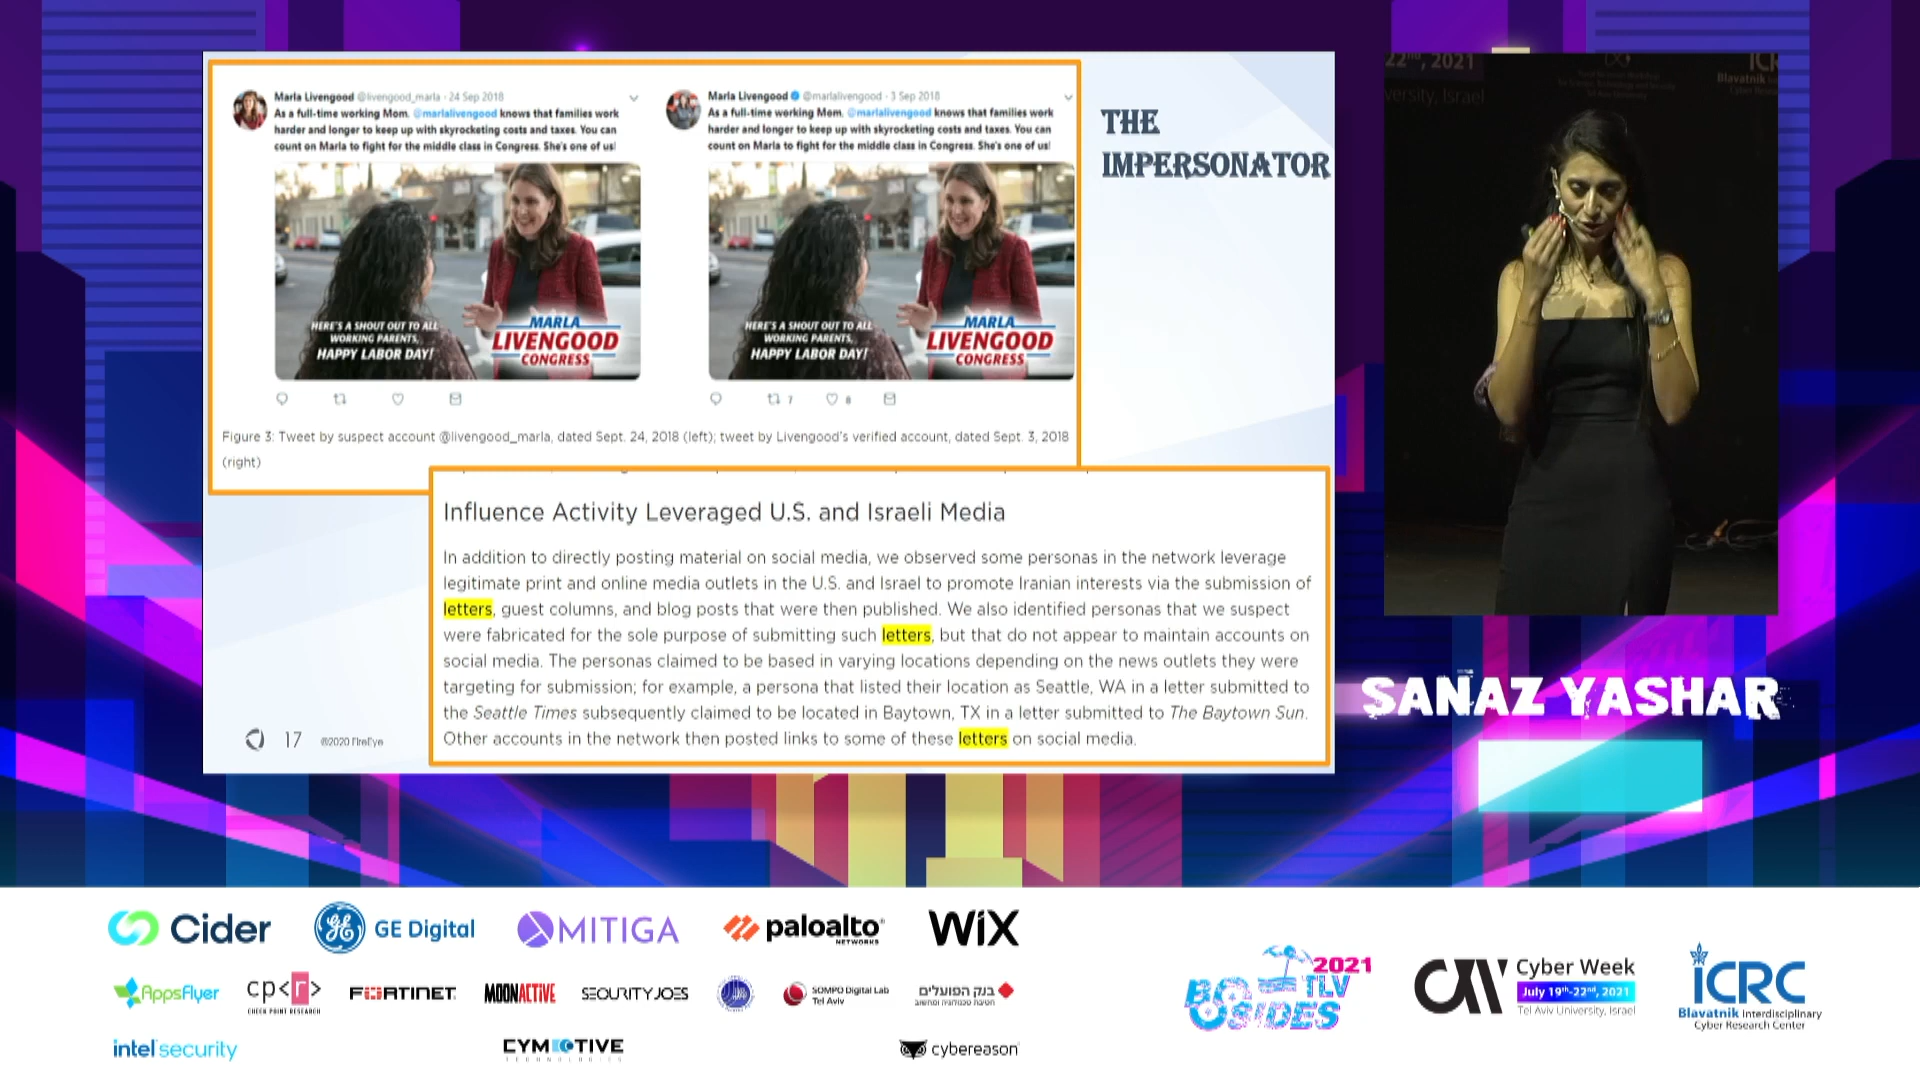 Marla Livengood @livengood_marla · 24 Sep 2018
As a full-time working Mom, @marlalivengood knows that families work
harder and longer to keep up with skyrocketing costs and taxes. You can
count on Marla to fight for the middle class in Congress. She's one of us!
HERE'S A SHOUT OUT TO ALL
WORKING PARENTS,
HAPPY LABOR DAY!
MARLA
LIVENGOOD
CONGRESS
Marla Livengood @marlalivengood · 3 Sep 2018
As a full-time working Mom, @marlalivengood knows that families work
harder and longer to keep up with skyrocketing costs and taxes. You can
count on Marla to fight for the middle class in Congress. She's one of us!
HERE'S A SHOUT OUT TO ALL
WORKING PARENTS,
HAPPY LABOR DAY!
MARLA
LIVENGOOD
CONGRESS
7 8
Figure 3: Tweet by suspect account @livengood_marla, dated Sept. 24, 2018 (left); tweet by Livengood's verified account, dated Sept. 3, 2018
(right)
THE
IMPERSONATOR
Influence Activity Leveraged U.S. and Israeli Media
In addition to directly posting material on social media, we observed some personas in the network leverage
legitimate print and online media outlets in the U.S. and Israel to promote Iranian interests via the submission of
letters, guest columns, and blog posts that were then published. We also identified personas that we suspect
were fabricated for the sole purpose of submitting such letters, but that do not appear to maintain accounts on
social media. The personas claimed to be based in varying locations depending on the news outlets they were
targeting for submission; for example, a persona that listed their location as Seattle, WA in a letter submitted to
the Seattle Times subsequently claimed to be located in Baytown, TX in a letter submitted to The Baytown Sun.
Other accounts in the network then posted links to some of these letters on social media.
17 ©2020 FireEye
22nd, 2021
versity, Israel
ICR
Blavatnik
SANAZ YASHAR
Cider
GE Digital
MITIGA
paloalto
NETWORKS
WiX
AppsFlyer
cp<r>
CHECK POINT RESEARCH
FORTINET
MOONACTIVE
SECURITYJOES
SOMPO Digital Lab
Tel Aviv
בנק הפועלים
חטיבת טכנולוגיה ומחשוב
intel security
CYMOTIVE
TECHNOLOGIES
cybereason
2021
BSIDES
TLV
Cyber Week
July 19th-22nd, 2021
Tel Aviv University, Israel
ICRC
Blavatnik Interdisciplinary
Cyber Research Center